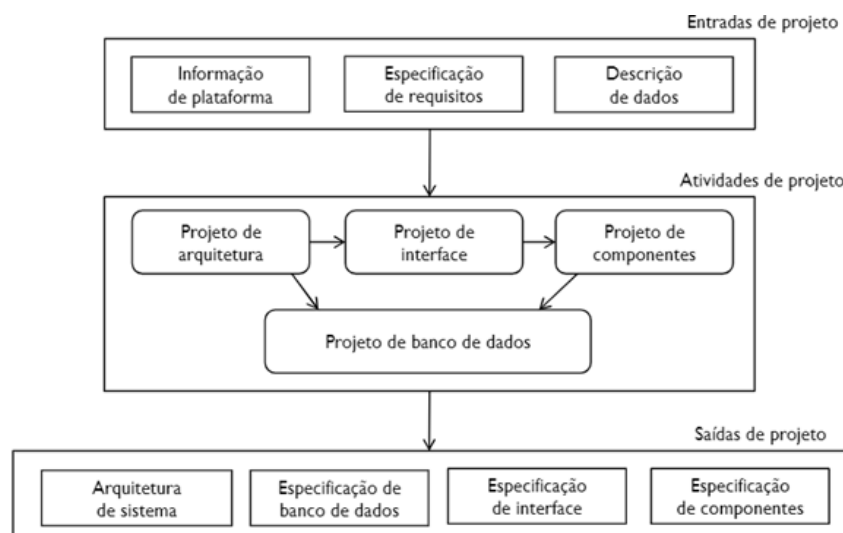 Entradas de projeto
Informação
de plataforma
Especificação
de requisitos
Descrição
de dados
Atividades de projeto
Projeto de
arquitetura
Projeto de
interface
Projeto de
componentes
Projeto de banco de dados
Saídas de projeto
Arquitetura
de sistema
Especificação de
banco de dados
Especificação
de interface
Especificação
de componentes